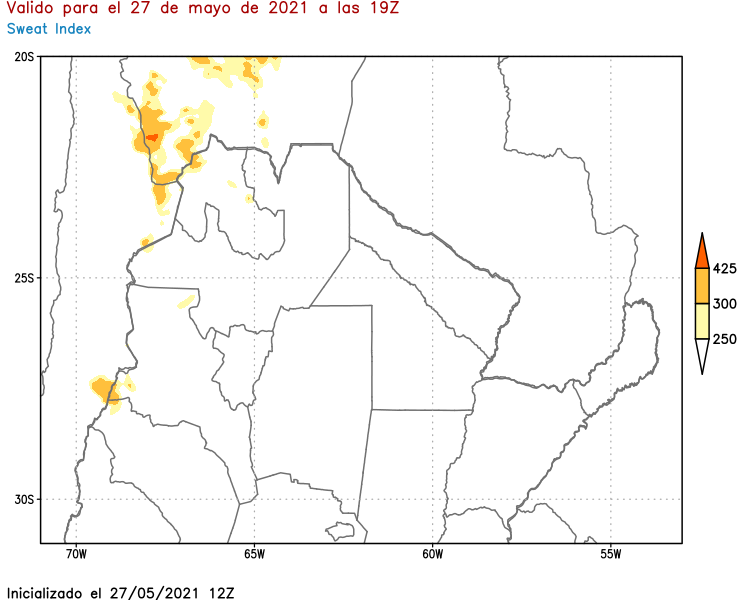 Valido para el 27 de mayo de 2021 a las 19Z
Sweat Index
20S
25S
30S
70W 65W 60W 55W
425
300
250
Inicializado el 27/05/2021 12Z